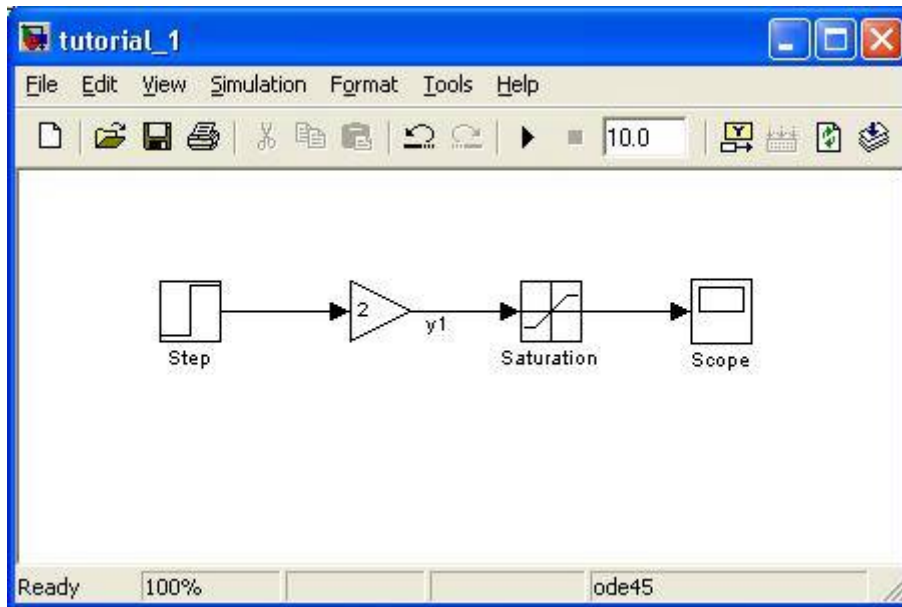 tutorial_1
File Edit View Simulation Format Tools Help
10.0
Y
2
y1
Step
Saturation
Scope
Ready 100% ode45